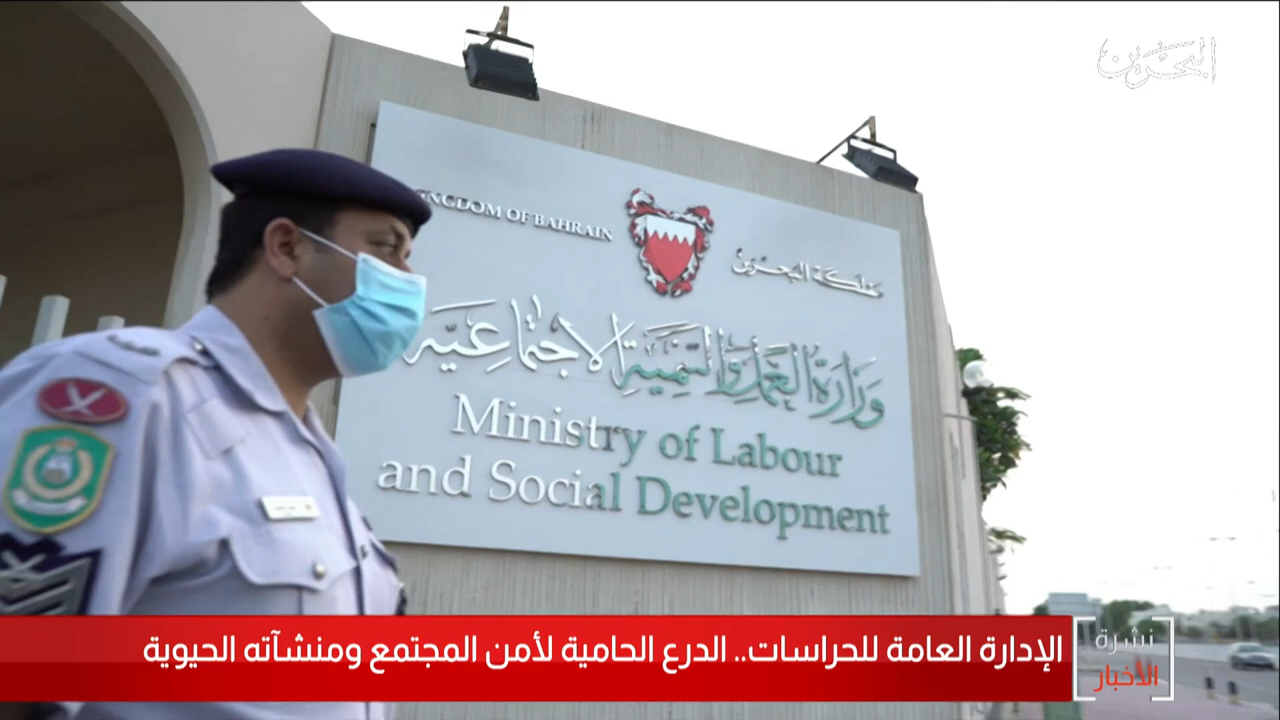 البحرين
KINGDOM OF BAHRAIN
مملكة البحرين
وزارة العمل والتنمية الاجتماعية
Ministry of Labour
and Social Development
الإدارة العامة للحراسات.. الدرع الحامية لأمن المجتمع ومنشآته الحيوية
نشرة
الأخبار